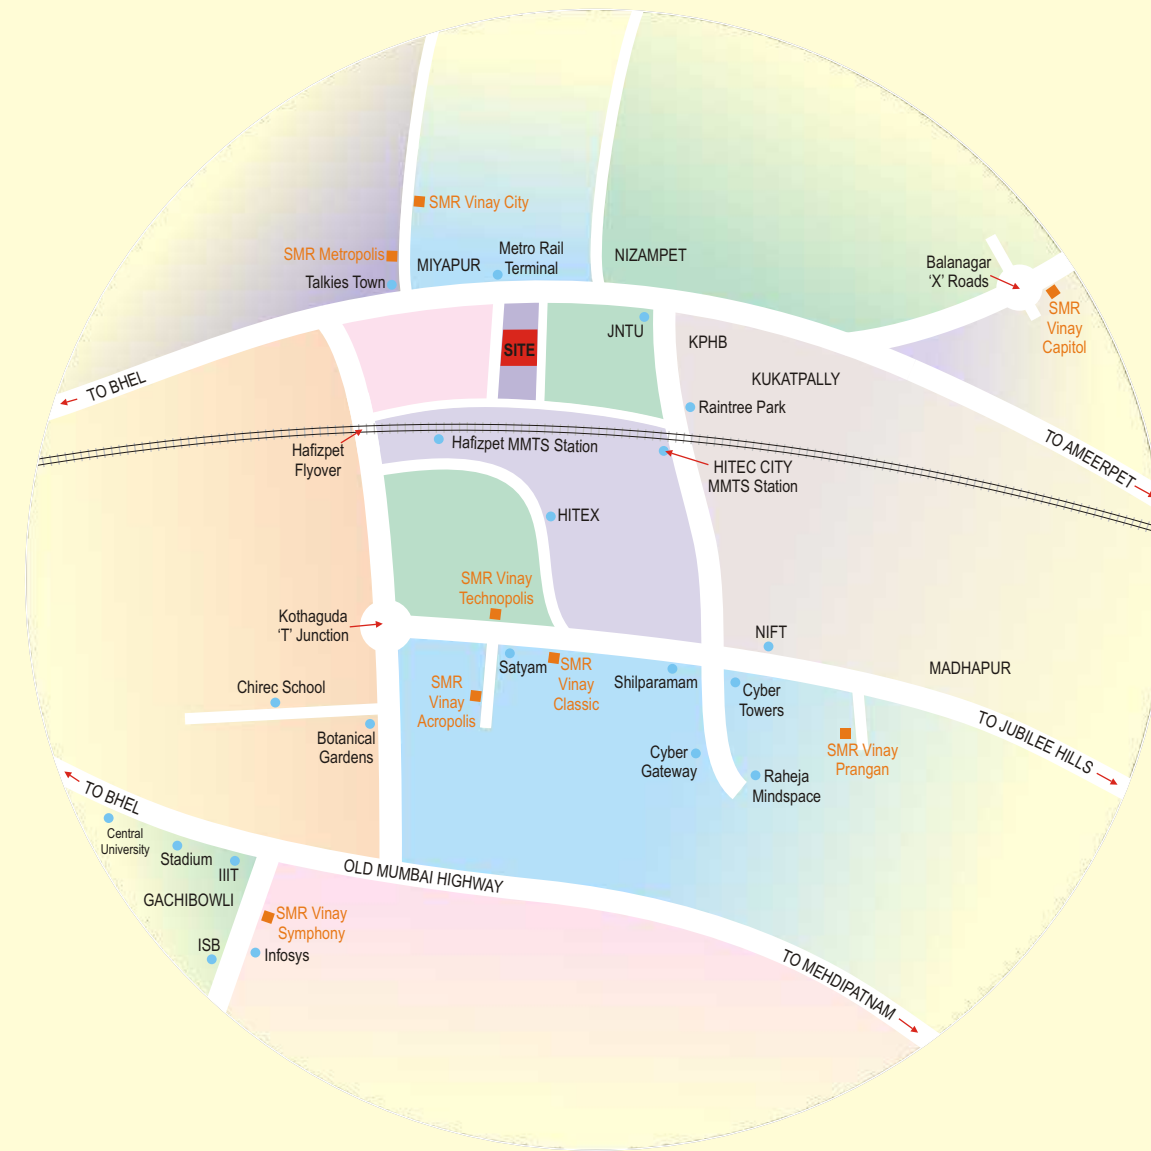 SMR Vinay City
SMR Metropolis
Talkies Town
MIYAPUR
Metro Rail
Terminal
NIZAMPET
Balanagar
‘X’ Roads
SMR
Vinay
Capitol
JNTU
KPHB
SITE
KUKATPALLY
TO BHEL
Raintree Park
Hafizpet
Flyover
Hafizpet MMTS Station
TO AMEERPET
HITEC CITY
MMTS Station
HITEX
SMR Vinay
Technopolis
Kothaguda
‘T’ Junction
NIFT
Satyam
SMR
Vinay
Classic
Shilparamam
MADHAPUR
Chirec School
SMR
Vinay
Acropolis
Cyber
Towers
TO JUBILEE HILLS
Botanical
Gardens
Cyber
Gateway
SMR Vinay
Prangan
Raheja
Mindspace
TO BHEL
Central
University
Stadium
IIIT
OLD MUMBAI HIGHWAY
GACHIBOWLI
SMR Vinay
Symphony
ISB
Infosys
TO MEHDIPATNAM